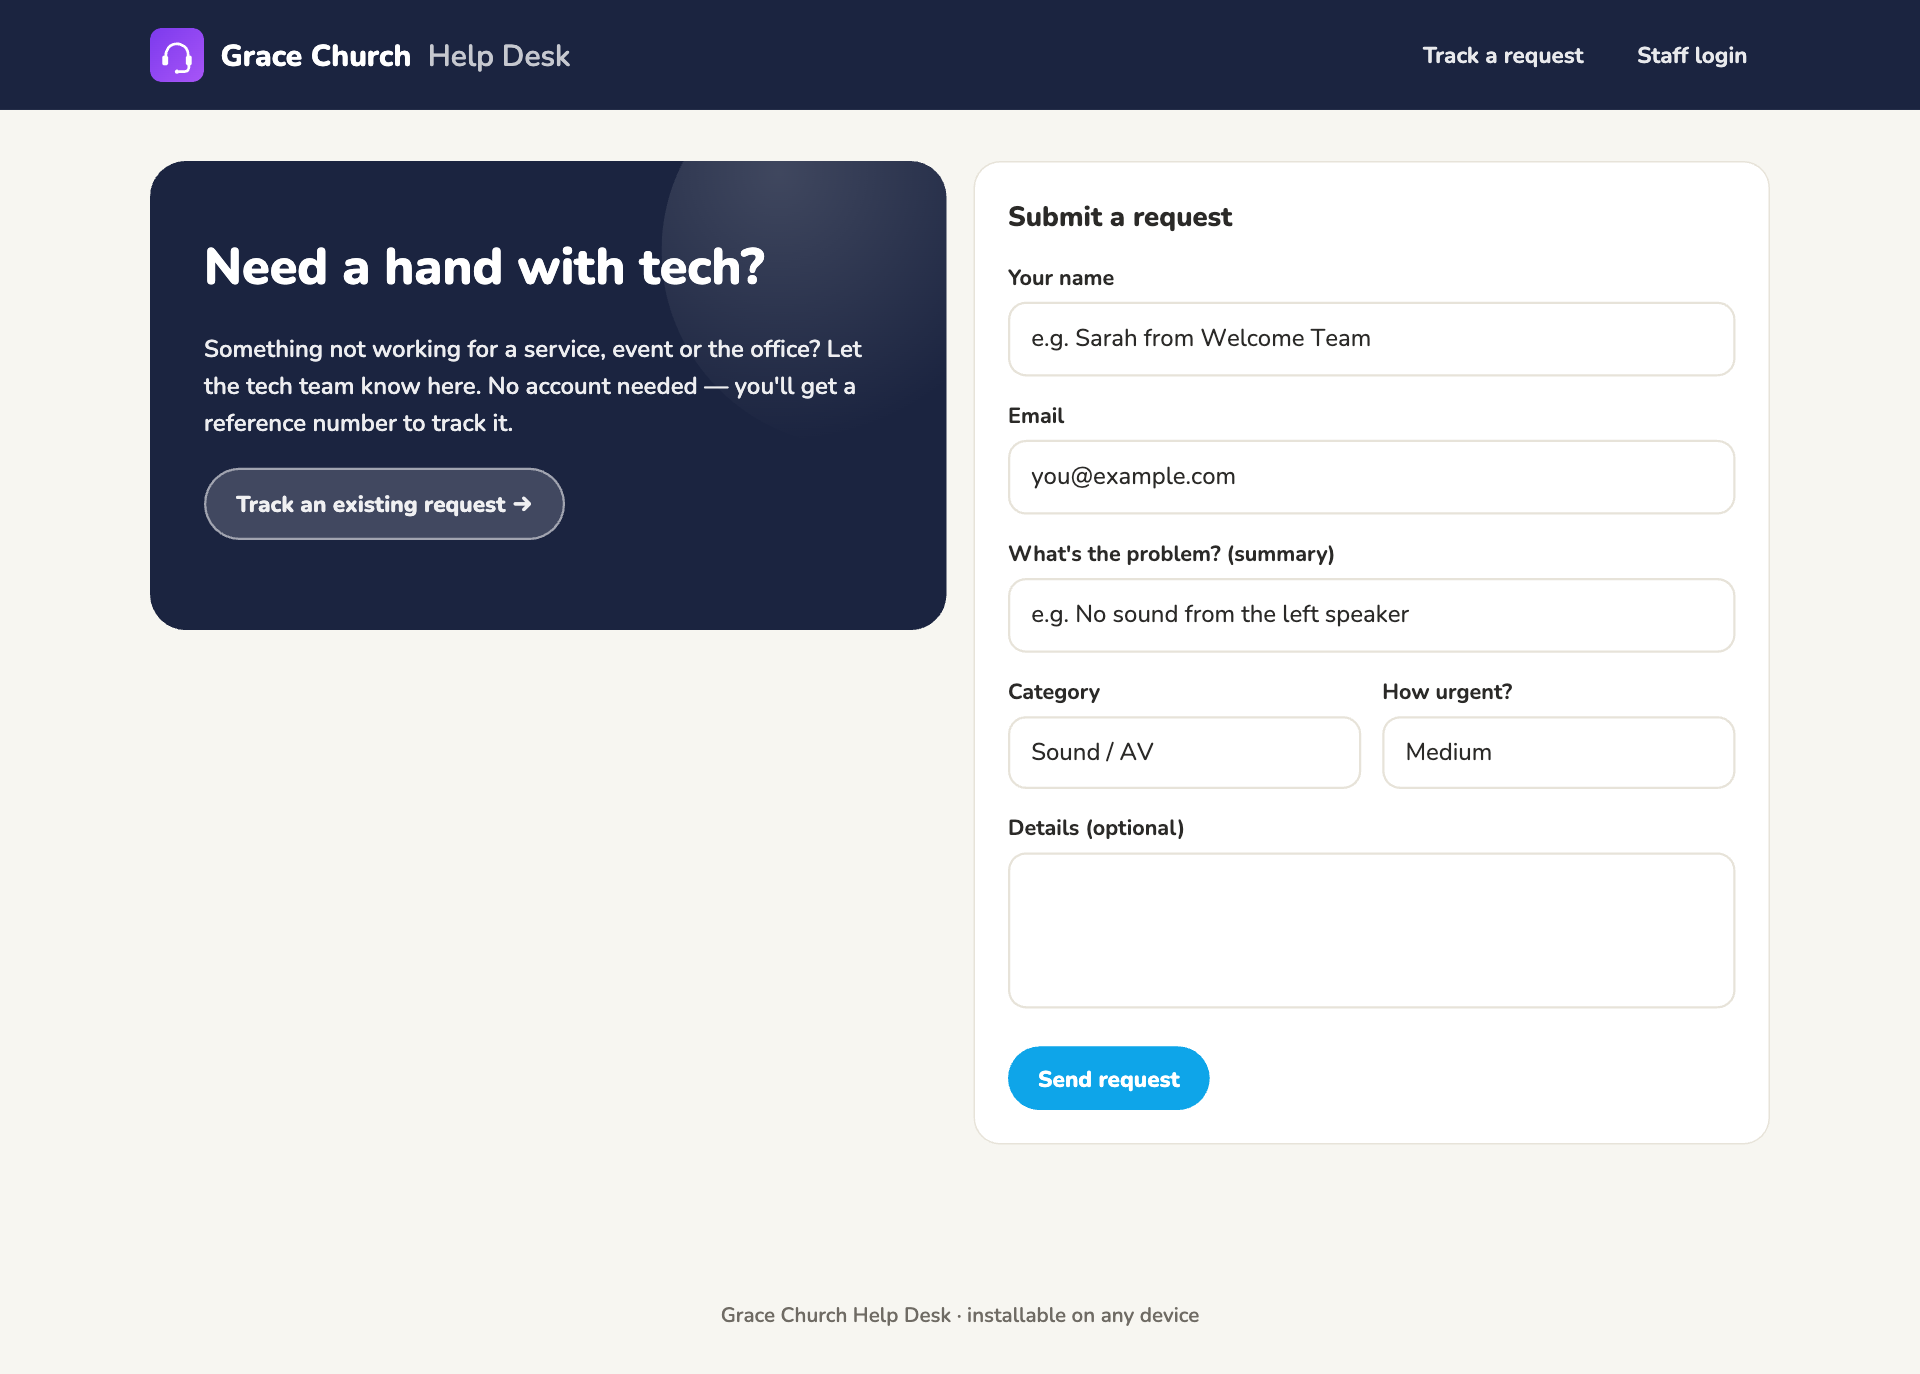 Grace Church Help Desk
Track a request
Staff login
Need a hand with tech?
Something not working for a service, event or the office? Let
the tech team know here. No account needed — you'll get a
reference number to track it.
Track an existing request →
Submit a request
Your name
e.g. Sarah from Welcome Team
Email
you@example.com
What's the problem? (summary)
e.g. No sound from the left speaker
Category
Sound / AV
How urgent?
Medium
Details (optional)
Send request
Grace Church Help Desk · installable on any device